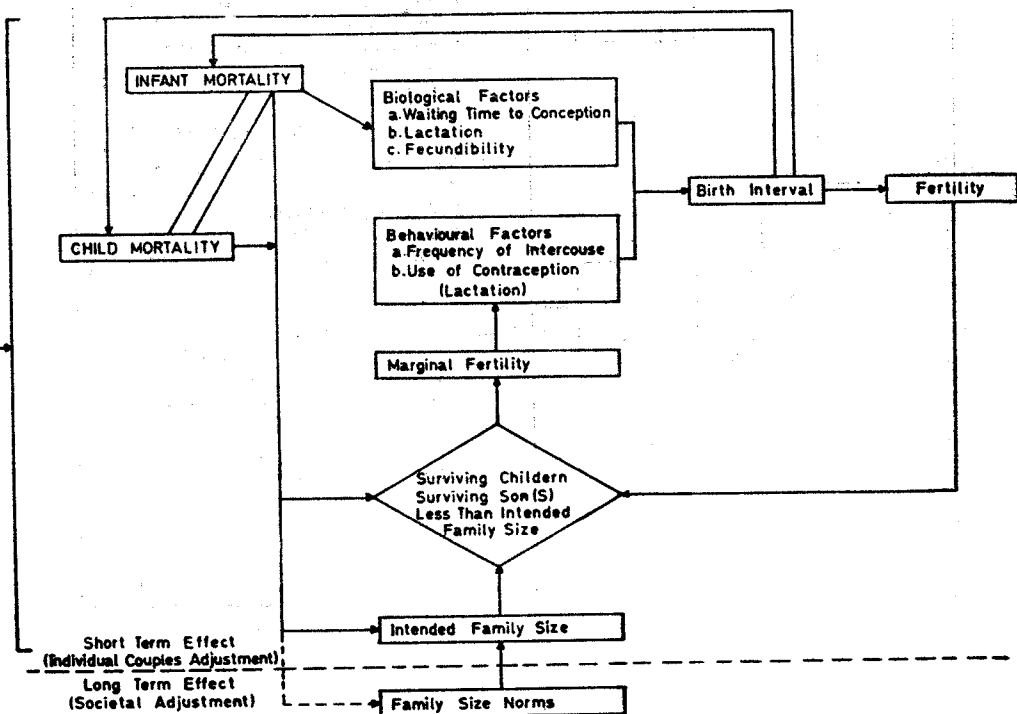 INFANT MORTALITY
Biological Factors
a. Waiting Time to Conception
b. Lactation
c. Fecundibility
Birth Interval
Fertility
CHILD MORTALITY
Behavioural Factors
a. Frequency of Intercouse
b. Use of Contraception
(Lactation)
Marginal Fertility
Surviving Childern
Surviving Son(S)
Less Than Intended
Family Size
Intended Family Size
Short Term Effect
(Individual Couples Adjustment)
Long Term Effect
(Societal Adjustment)
Family Size Norms